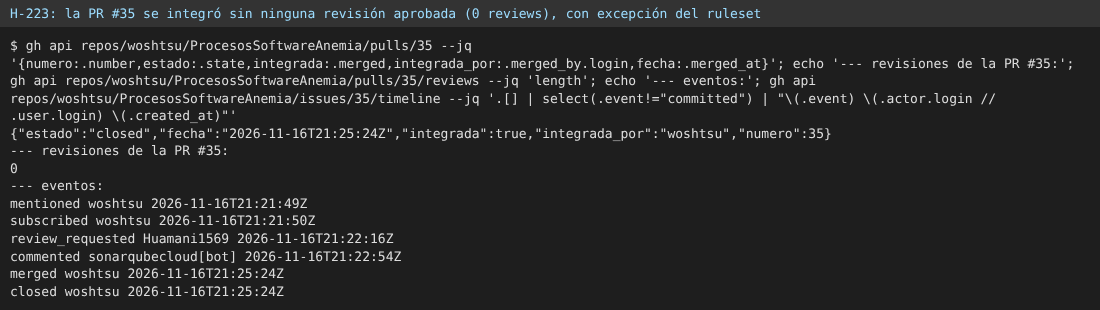 H-223: la PR #35 se integró sin ninguna revisión aprobada (0 reviews), con excepción del ruleset
$ gh api repos/woshtsu/ProcesosSoftwareAnemia/pulls/35 --jq
'{numero:.number,estado:.state,integrada:.merged,integrada_por:.merged_by.login,fecha:.merged_at}'; echo '--- revisiones de la PR #35:';
gh api repos/woshtsu/ProcesosSoftwareAnemia/pulls/35/reviews --jq 'length'; echo '--- eventos:'; gh api
repos/woshtsu/ProcesosSoftwareAnemia/issues/35/timeline --jq '.[] | select(.event!="committed") | "\(.event) \(.actor.login //
.user.login) \(.created_at)"'
{"estado":"closed","fecha":"2026-11-16T21:25:24Z","integrada":true,"integrada_por":"woshtsu","numero":35}
--- revisiones de la PR #35:
0
--- eventos:
mentioned woshtsu 2026-11-16T21:21:49Z
subscribed woshtsu 2026-11-16T21:21:50Z
review_requested Huamani1569 2026-11-16T21:22:16Z
commented sonarqubecloud[bot] 2026-11-16T21:22:54Z
merged woshtsu 2026-11-16T21:25:24Z
closed woshtsu 2026-11-16T21:25:24Z